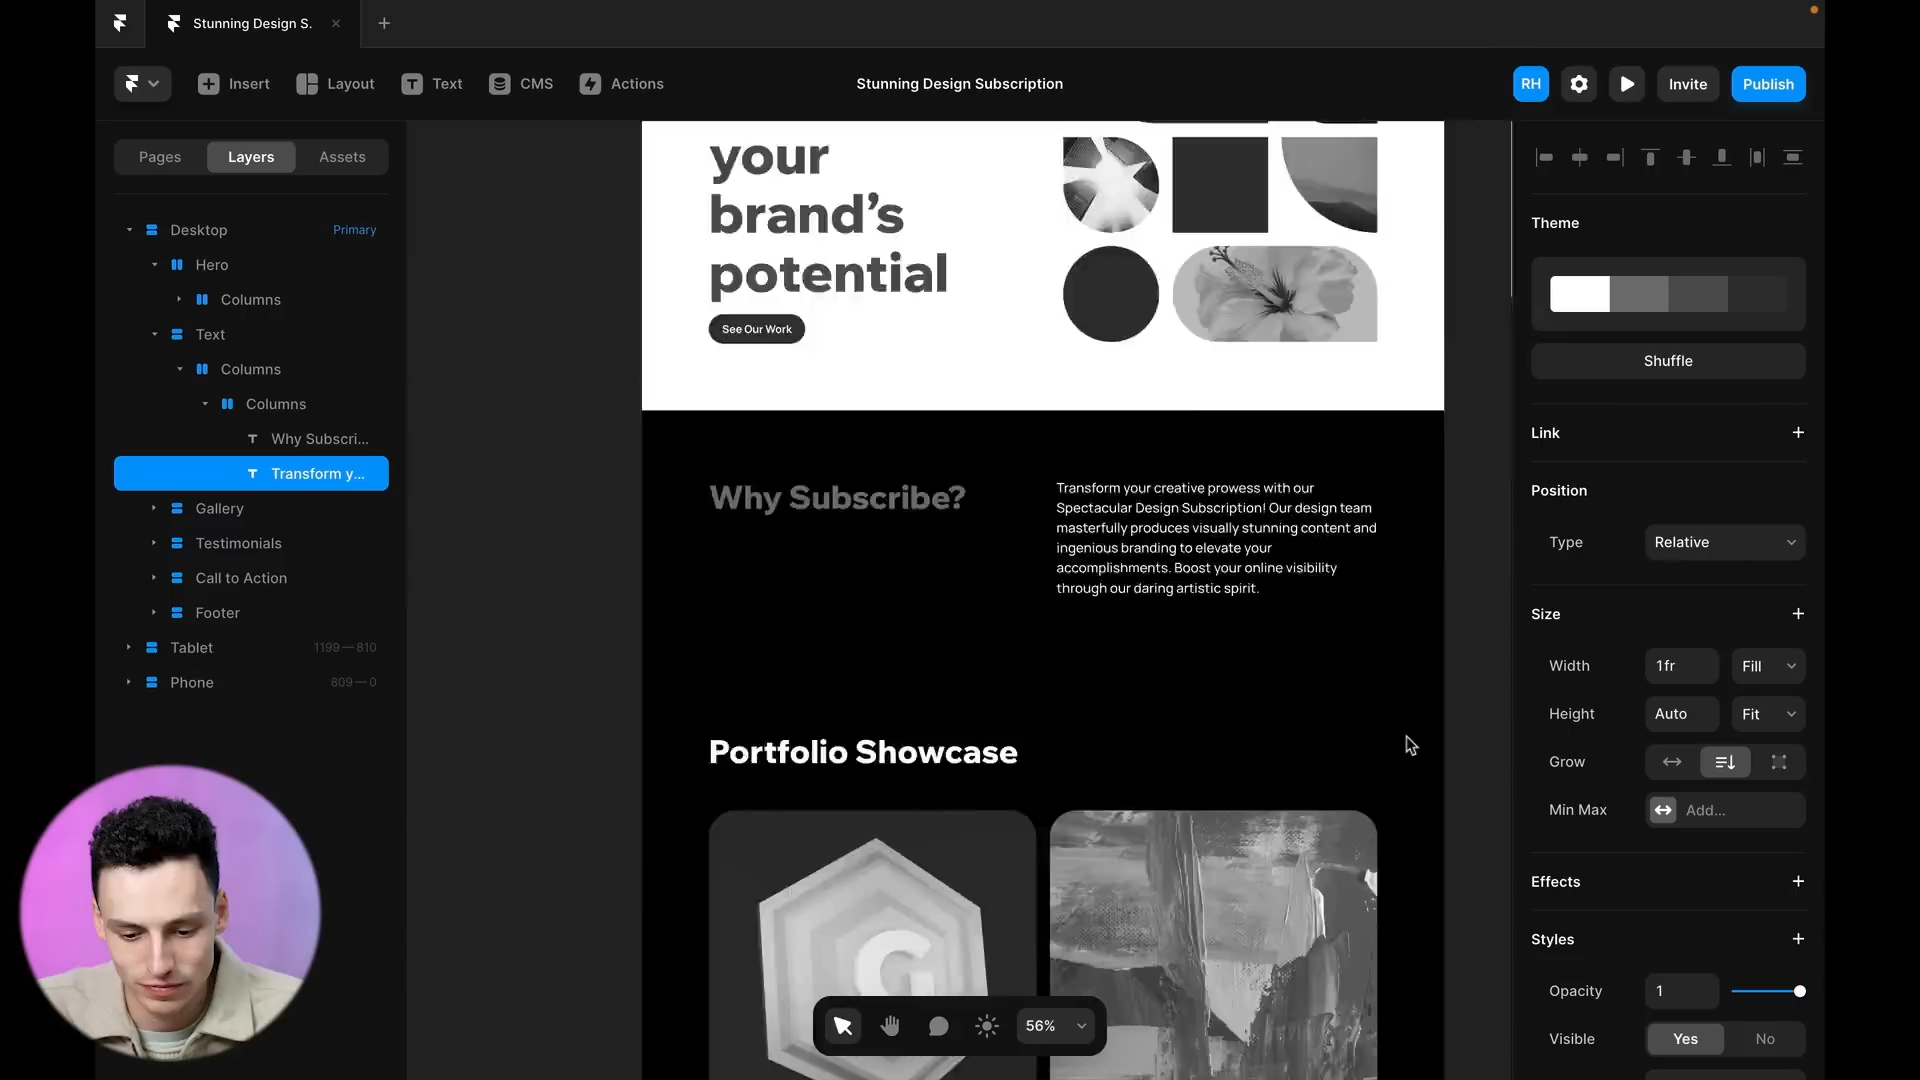 Stunning Design S.
Insert
Layout
Text
CMS
Actions
Stunning Design Subscription
RH
Invite
Publish
Pages
Layers
Assets
Desktop
Primary
Hero
Columns
Text
Columns
Columns
Why Subscri...
Transform y...
Gallery
Testimonials
Call to Action
Footer
Tablet
1199—810
Phone
809—0
your
brand’s
potential
See Our Work
Why Subscribe?
Transform your creative prowess with our
Spectacular Design Subscription! Our design team
masterfully produces visually stunning content and
ingenious branding to elevate your
accomplishments. Boost your online visibility
through our daring artistic spirit.
Portfolio Showcase
G
56%
Theme
Shuffle
Link
Position
Type
Relative
Size
Width
1fr
Fill
Height
Auto
Fit
Grow
Min Max
Add...
Effects
Styles
Opacity
1
Visible
Yes
No